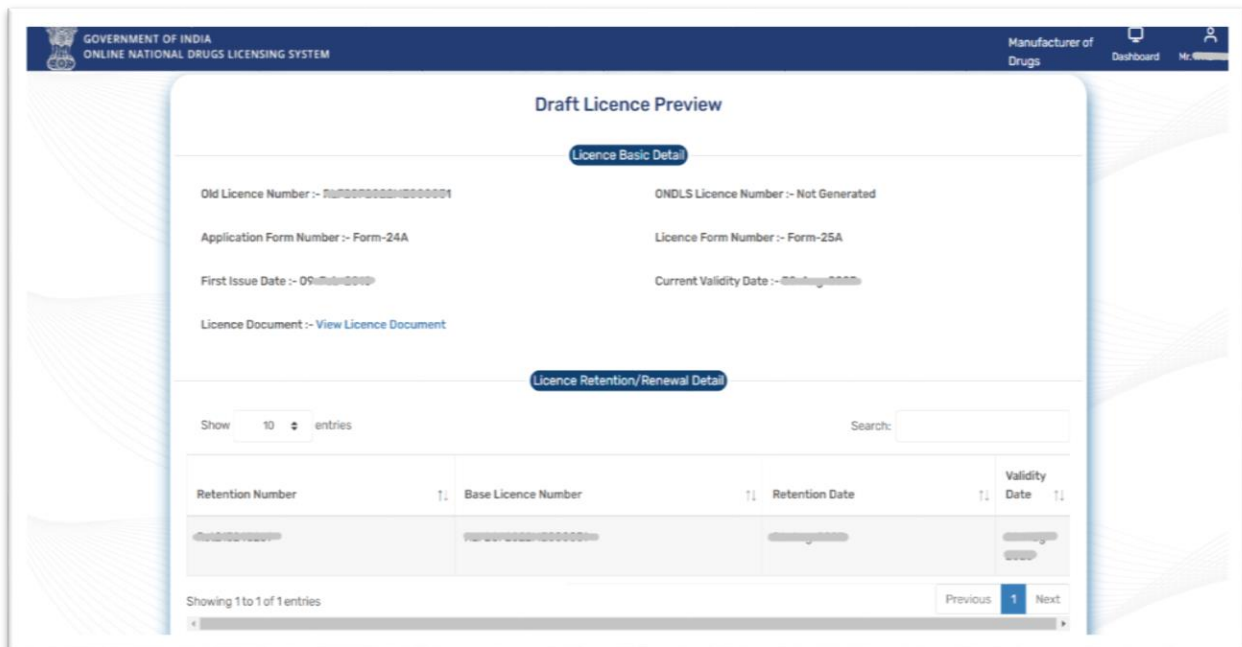 GOVERNMENT OF INDIA
ONLINE NATIONAL DRUGS LICENSING SYSTEM
Manufacturer of
Drugs
Dashboard
Mr.
Draft Licence Preview
Licence Basic Detail
Old Licence Number :-
ONDLS Licence Number :- Not Generated
Application Form Number :- Form-24A
Licence Form Number :- Form-25A
First Issue Date :- 09
Current Validity Date :-
Licence Document :- View Licence Document
Licence Retention/Renewal Detail
Show 10 entries
Search:
Retention Number
Base Licence Number
Retention Date
Validity
Date
Showing 1 to 1 of 1 entries
Previous 1 Next